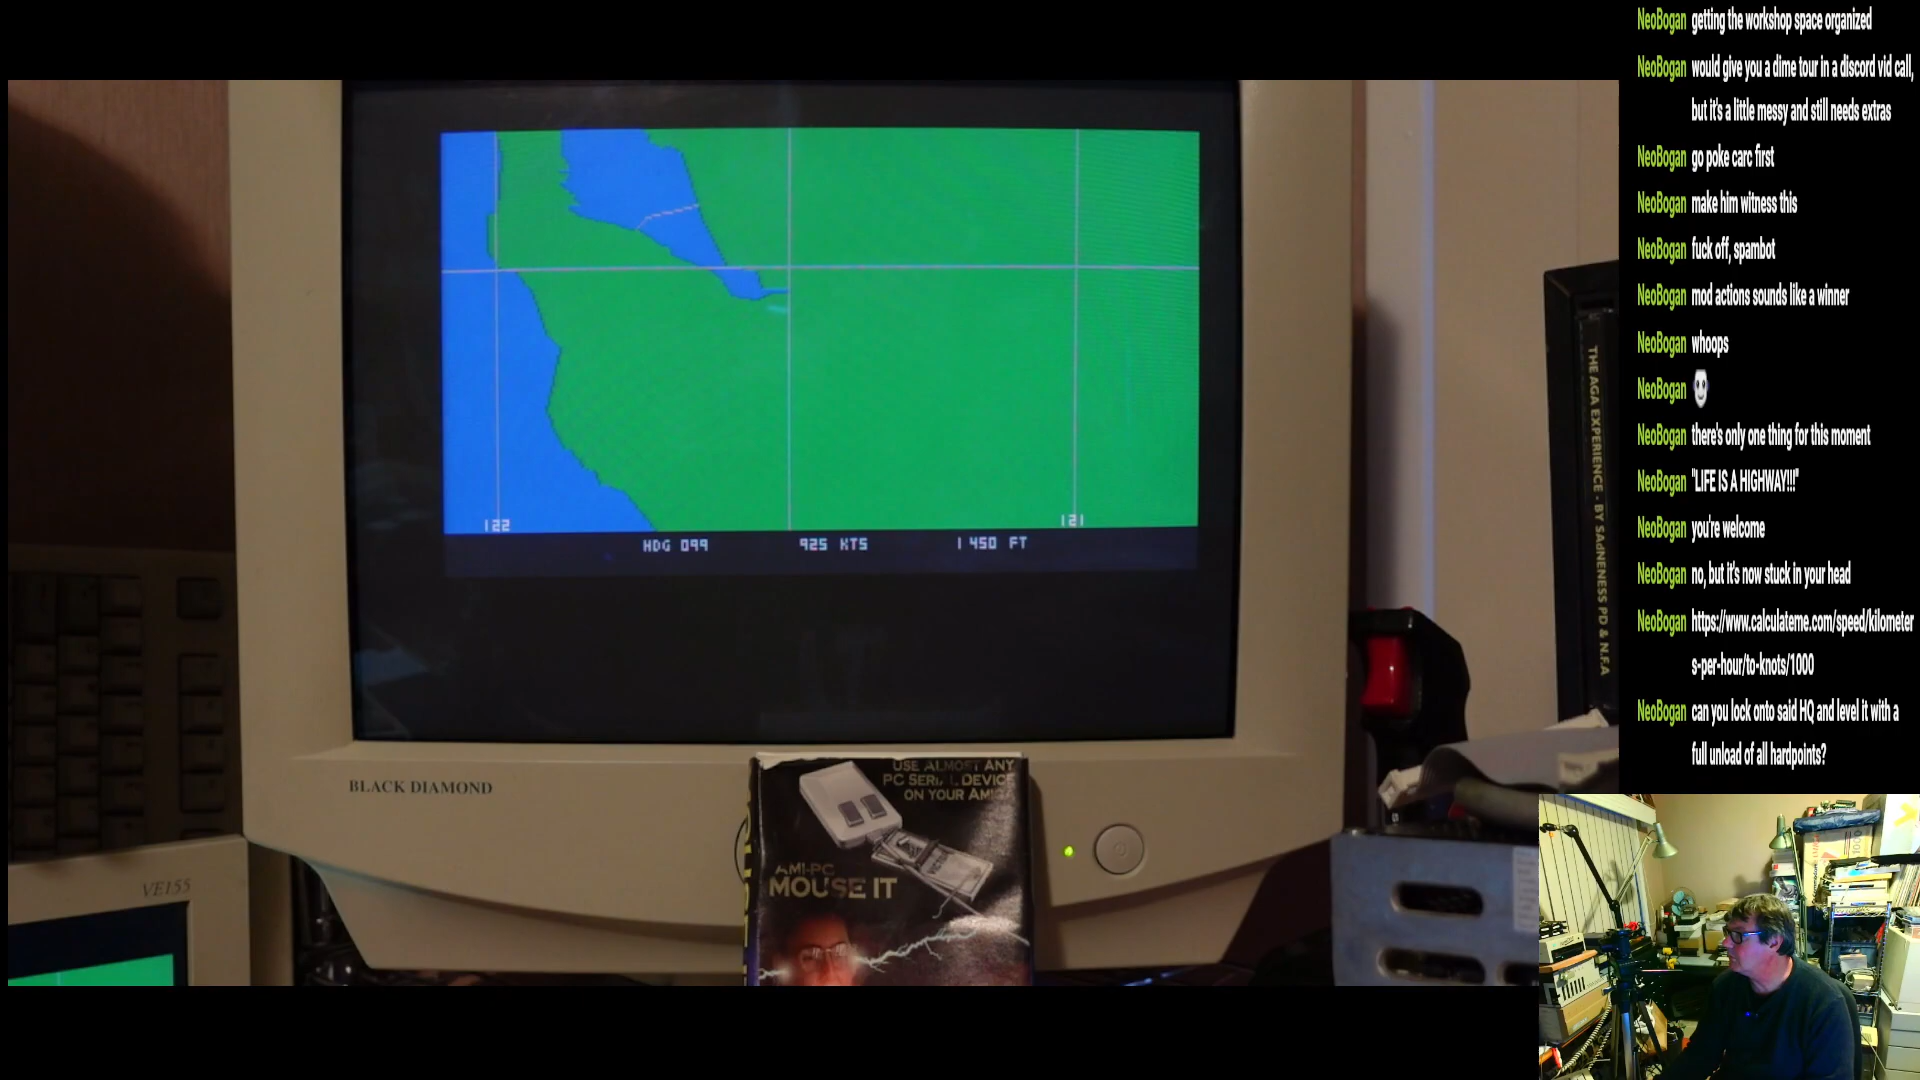 122
121
HDG 099 925 KTS 1450 FT
BLACK DIAMOND
VE155
USE ALMOST ANY
PC SERIAL DEVICE
ON YOUR AMIGA
AMI-PC
MOUSE IT
THE AGA EXPERIENCE - BY SAdNENESS PD & N.F.A
NeoBogan getting the workshop space organized
NeoBogan would give you a dime tour in a discord vid call,
but it's a little messy and still needs extras
NeoBogan go poke carc first
NeoBogan make him witness this
NeoBogan fuck off, spambot
NeoBogan mod actions sounds like a winner
NeoBogan whoops
NeoBogan
NeoBogan there's only one thing for this moment
NeoBogan "LIFE IS A HIGHWAY!!!"
NeoBogan you're welcome
NeoBogan no, but it's now stuck in your head
NeoBogan https://www.calculateme.com/speed/kilometer
s-per-hour/to-knots/1000
NeoBogan can you lock onto said HQ and level it with a
full unload of all hardpoints?